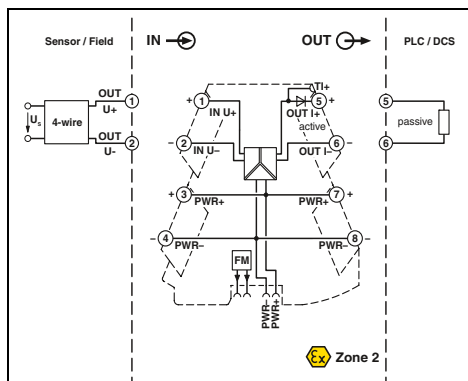 Sensor / Field
IN
OUT
PLC / DCS
OUT
U+
1
Us
4-wire
OUT
U-
2
+ 1
IN U+
TI+
5 +
OUT I+
active
- 2
IN U-
6 -
OUT I-
5
passive
6
+ 3
PWR+
7 +
PWR+
- 4
PWR-
8 -
PWR-
FM
PWR-
PWR+
Ex Zone 2